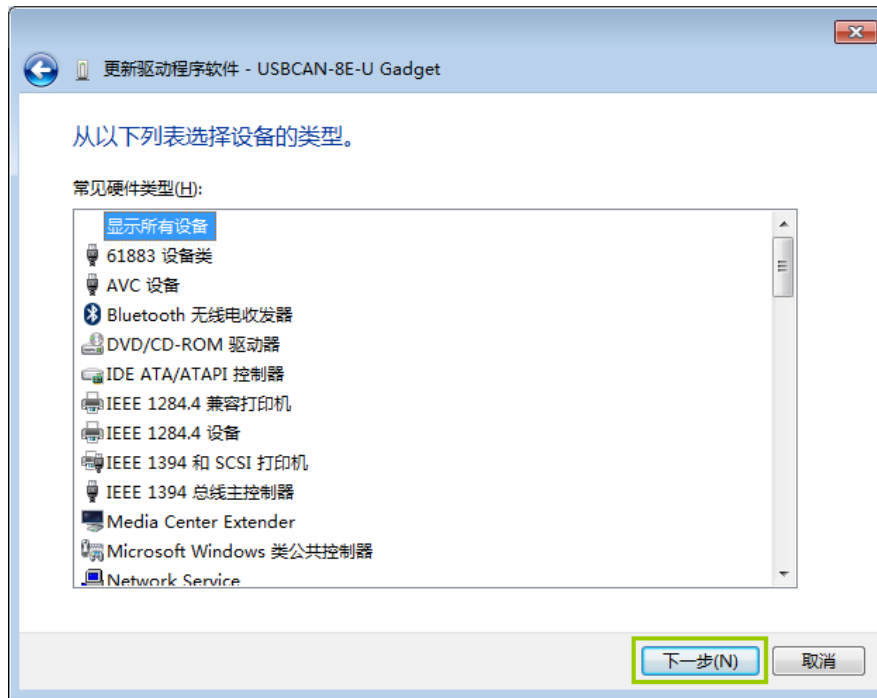 更新驱动程序软件 - USBCAN-8E-U Gadget
从以下列表选择设备的类型。
常见硬件类型(H):
显示所有设备
61883 设备类
AVC 设备
Bluetooth 无线电收发器
DVD/CD-ROM 驱动器
IDE ATA/ATAPI 控制器
IEEE 1284.4 兼容打印机
IEEE 1284.4 设备
IEEE 1394 和 SCSI 打印机
IEEE 1394 总线主控制器
Media Center Extender
Microsoft Windows 类公共控制器
Network Service
下一步(N)
取消